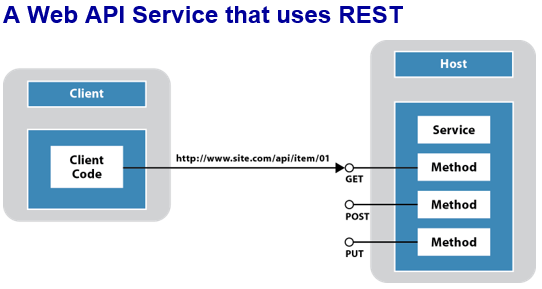 A Web API Service that uses REST
Client
Client
Code
http://www.site.com/api/item/01
Host
Service
GET
Method
POST
Method
PUT
Method